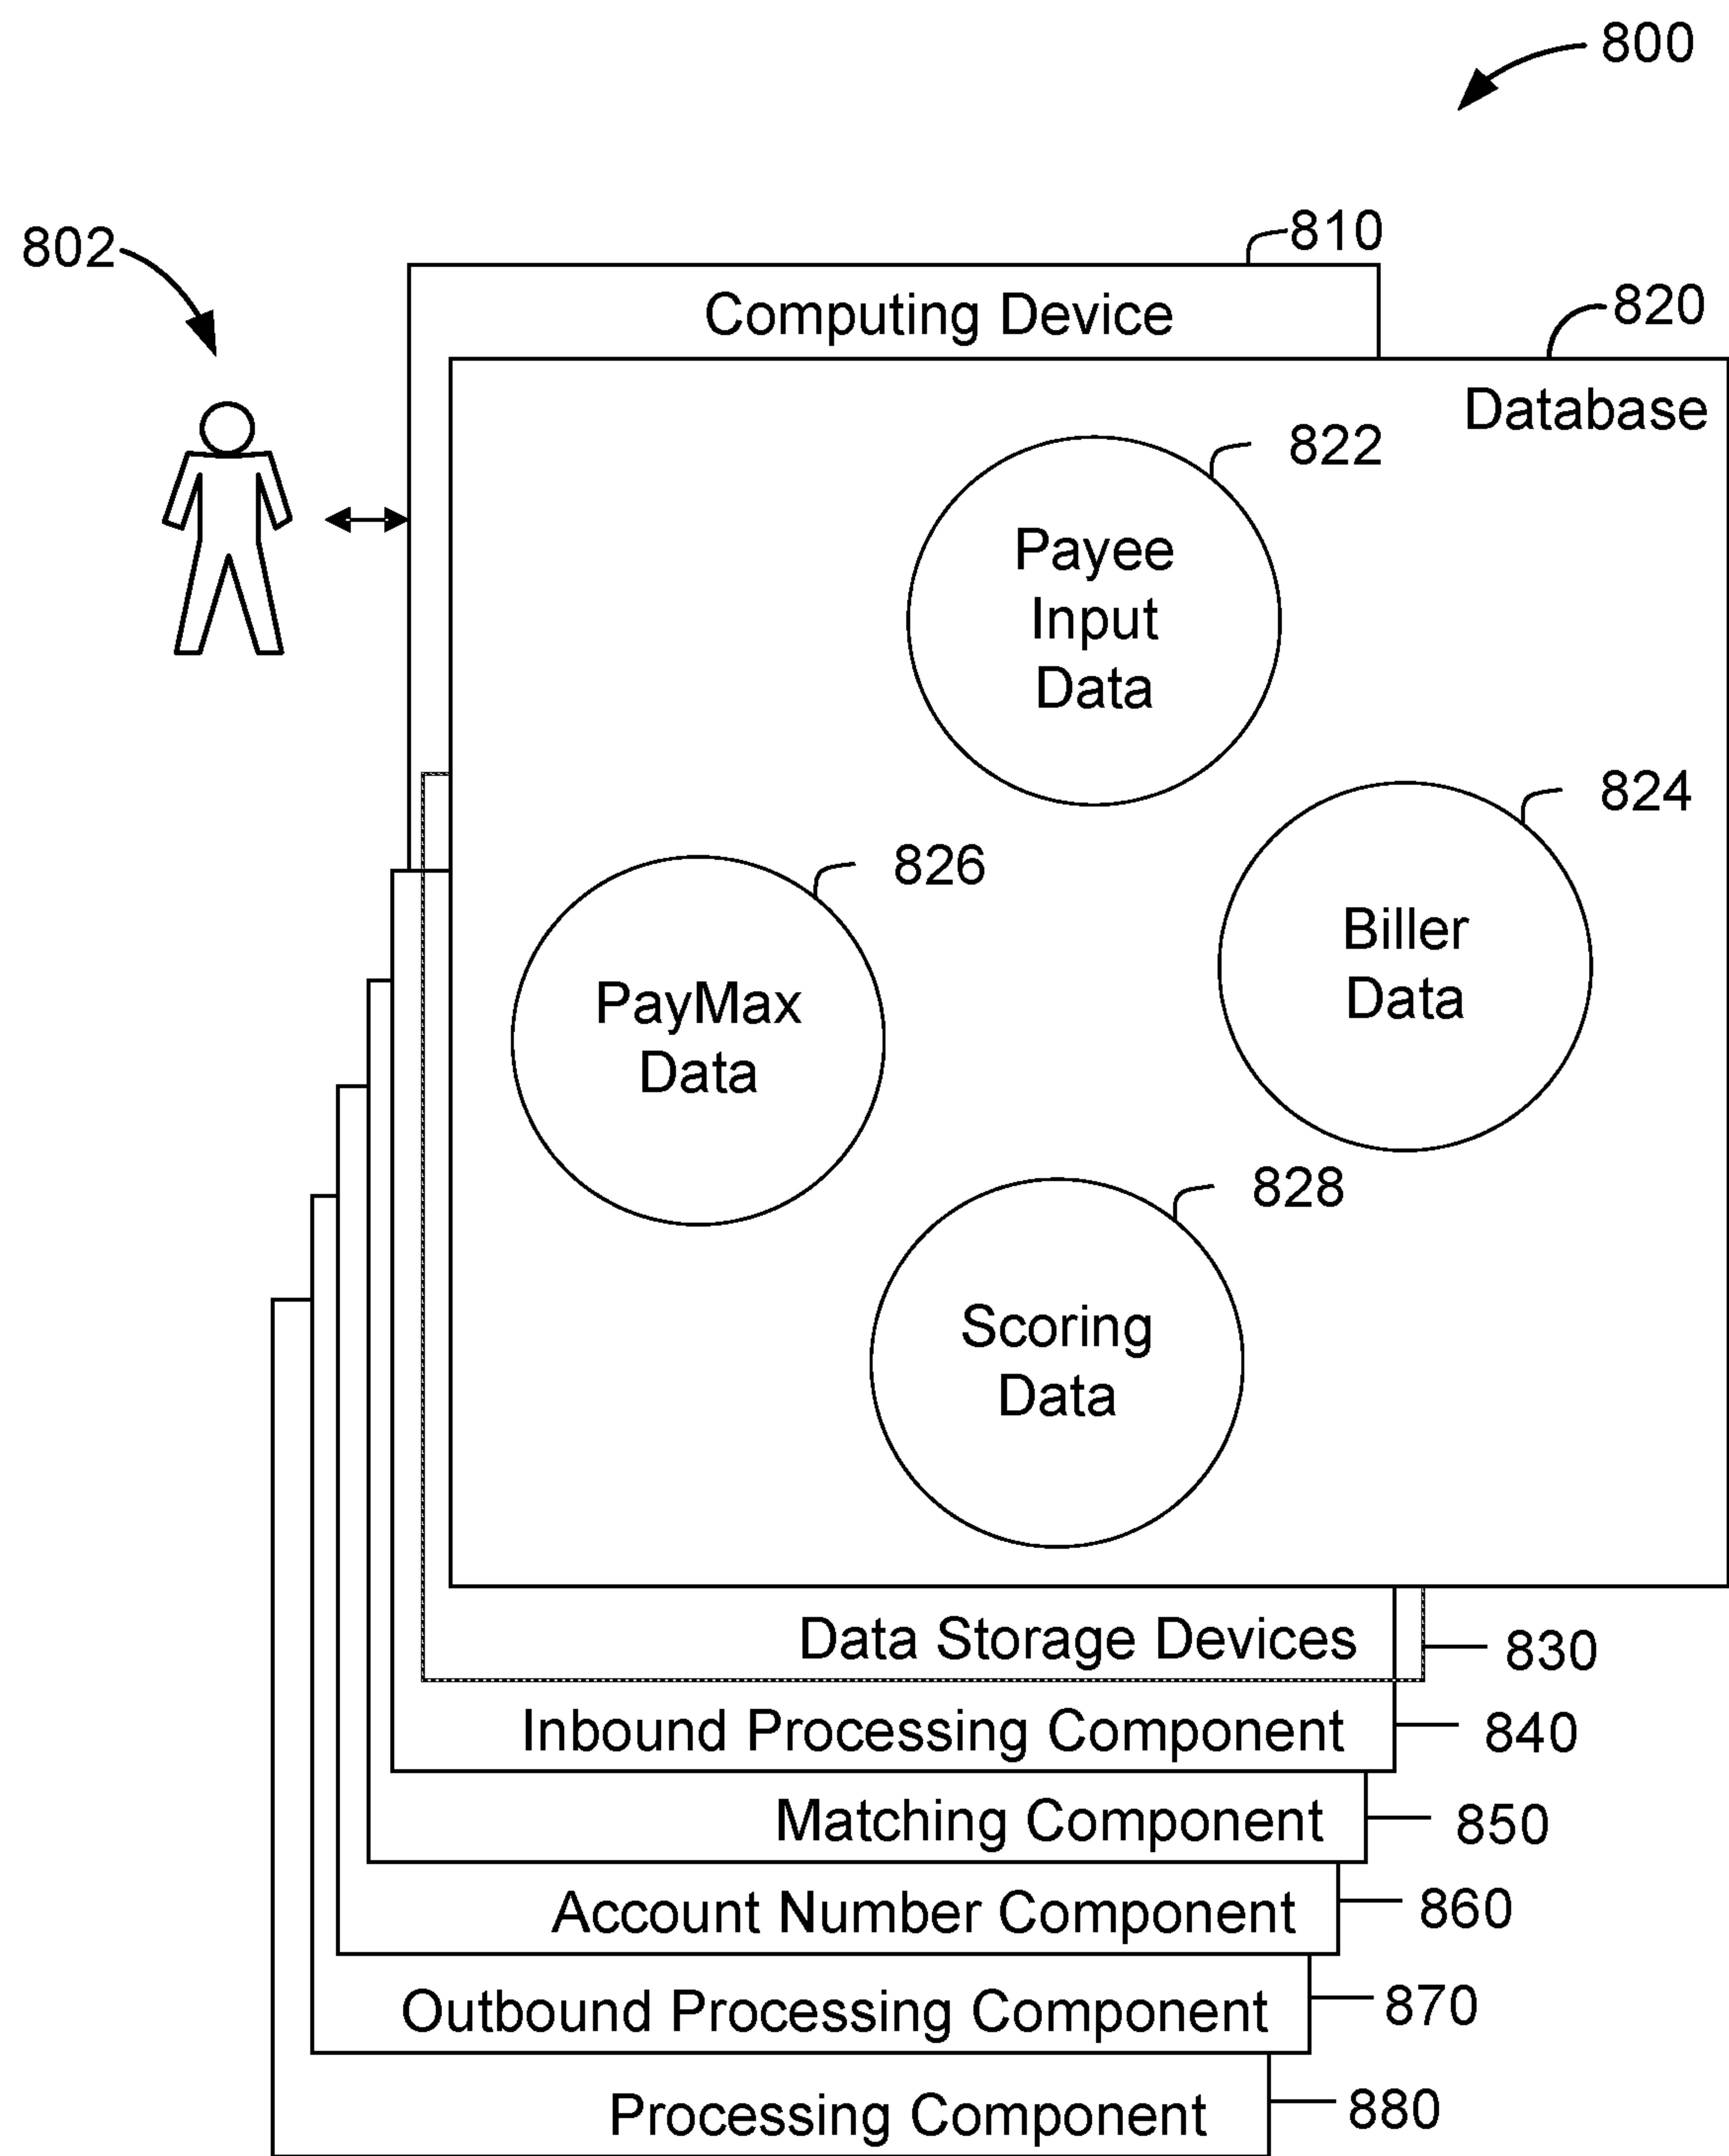 800
802
810
Computing Device
820
Database
822
Payee
Input
Data
824
826
Biller
Data
PayMax
Data
828
Scoring
Data
Data Storage Devices
830
Inbound Processing Component
840
Matching Component
850
Account Number Component
860
Outbound Processing Component
870
Processing Component
880